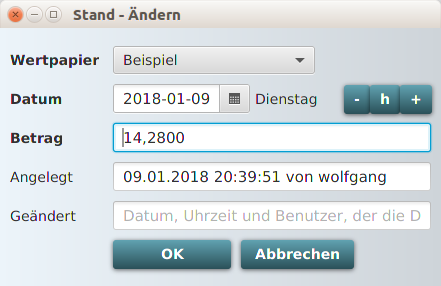 Stand - Ändern
Wertpapier Beispiel
Datum 2018-01-09 Dienstag - h +
Betrag 14,2800
Angelegt 09.01.2018 20:39:51 von wolfgang
Geändert Datum, Uhrzeit und Benutzer, der die D
OK Abbrechen